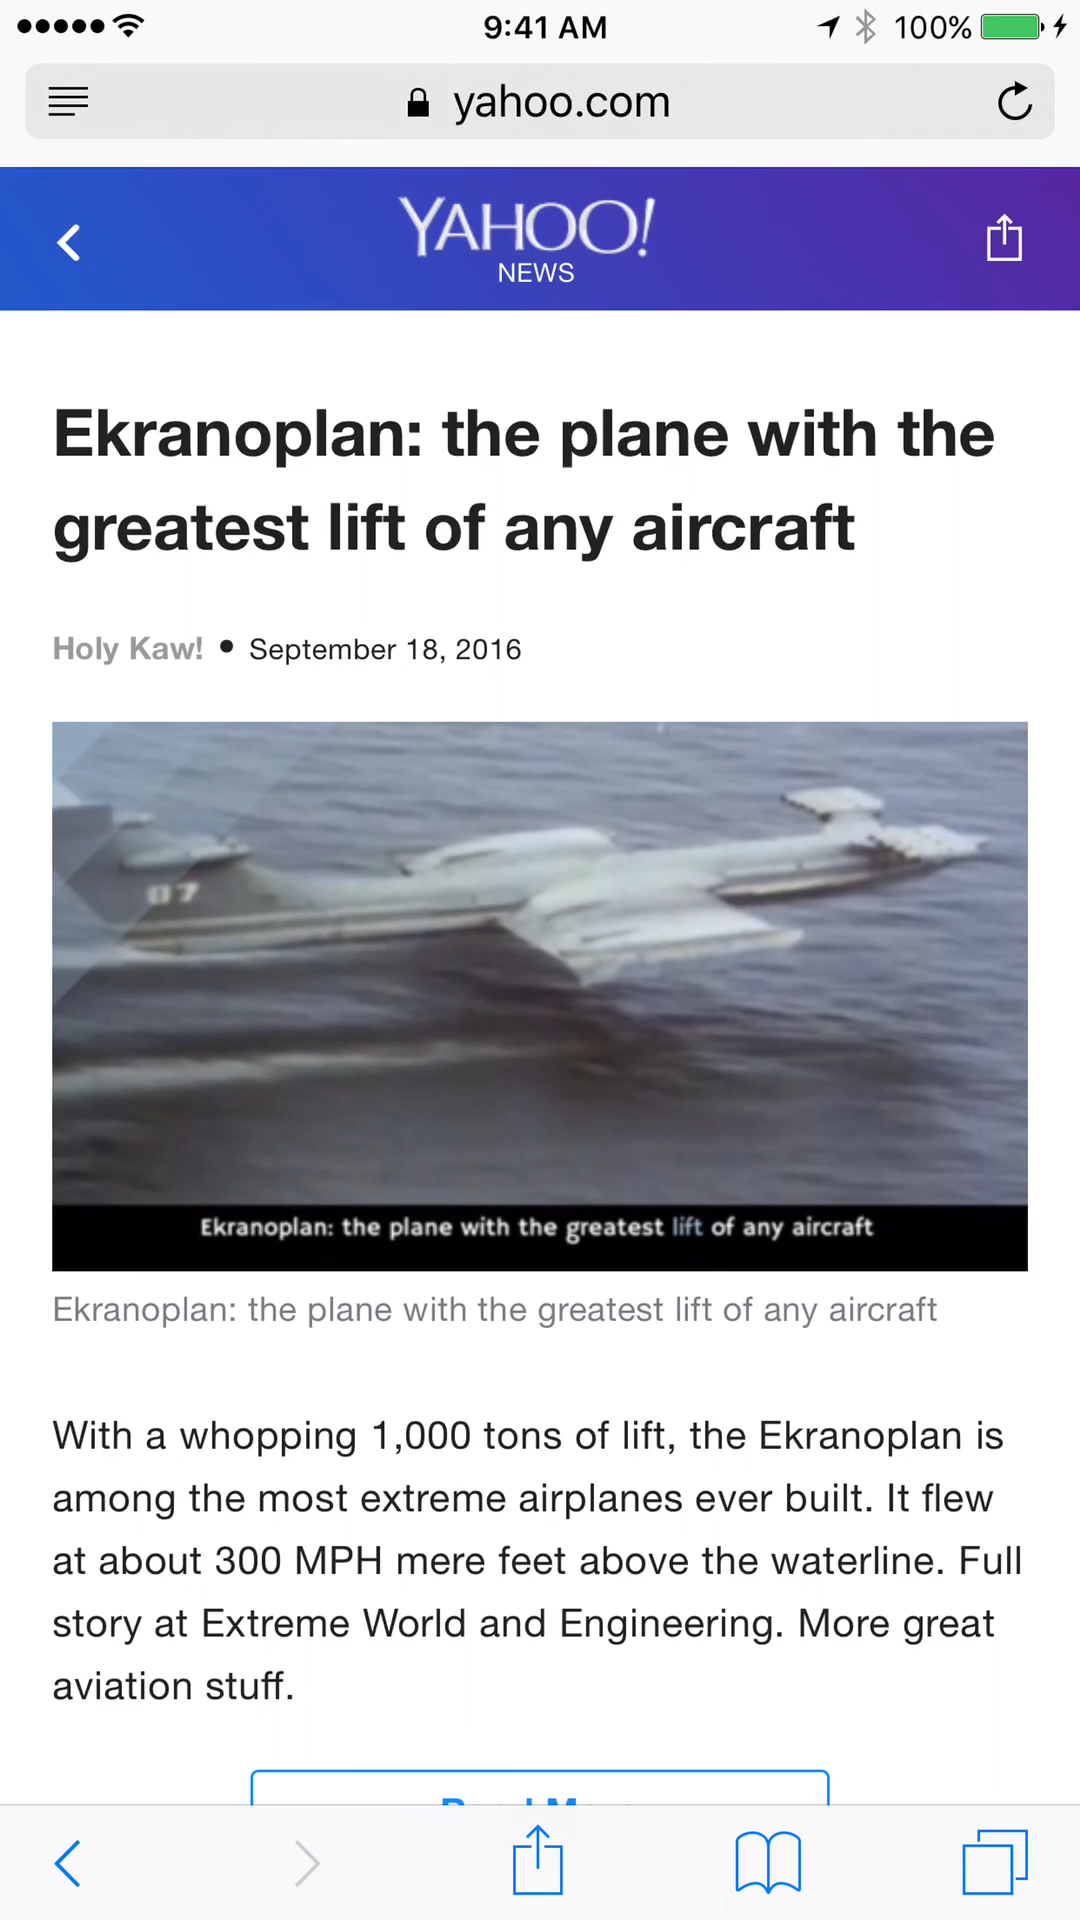 9:41 AM
100%
yahoo.com
YAHOO!
NEWS
Ekranoplan: the plane with the
greatest lift of any aircraft
Holy Kaw! • September 18, 2016
07
Ekranoplan: the plane with the greatest lift of any aircraft
Ekranoplan: the plane with the greatest lift of any aircraft
With a whopping 1,000 tons of lift, the Ekranoplan is
among the most extreme airplanes ever built. It flew
at about 300 MPH mere feet above the waterline. Full
story at Extreme World and Engineering. More great
aviation stuff.